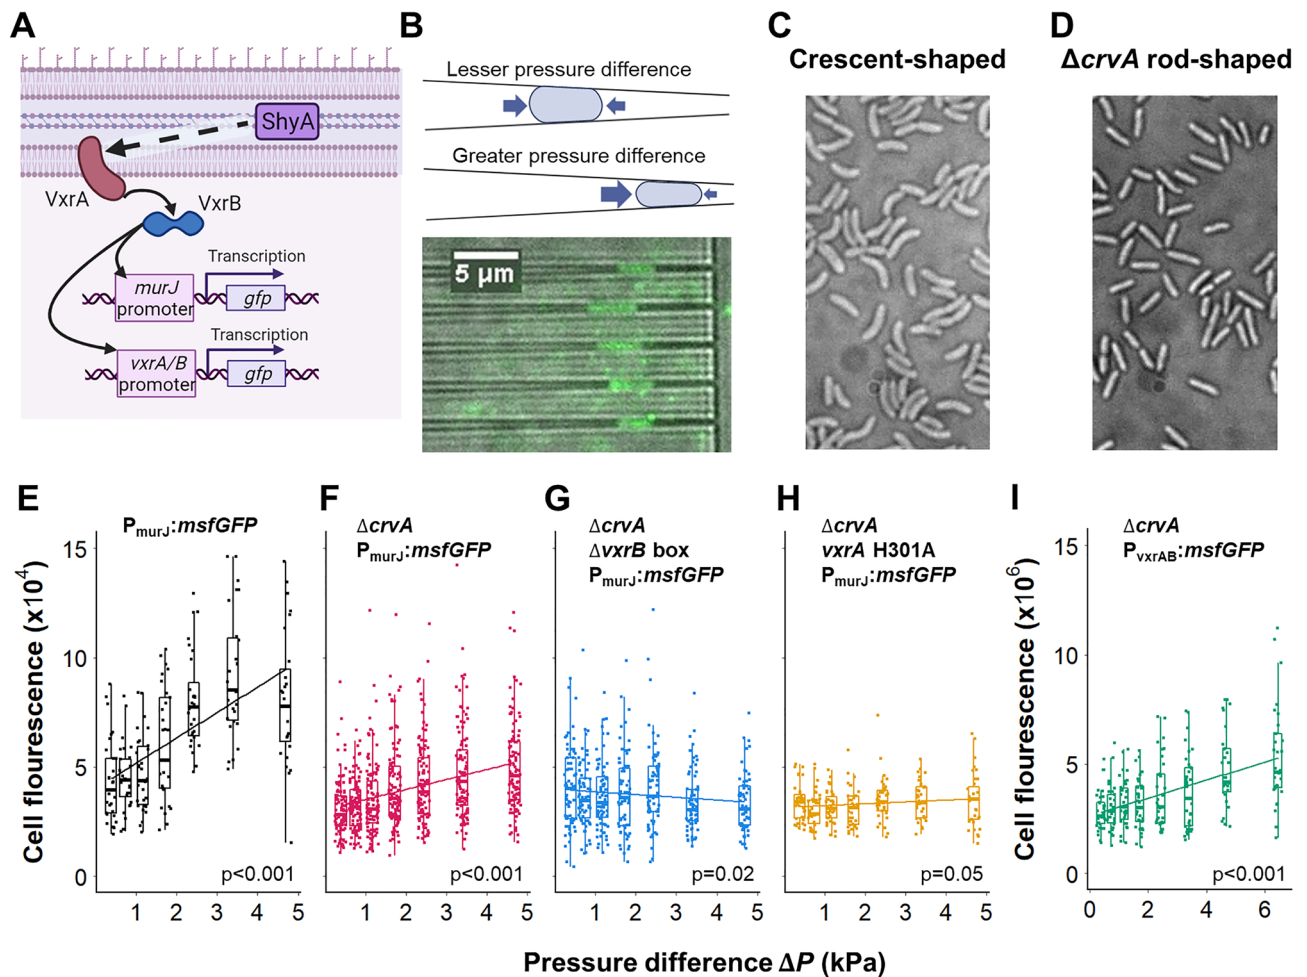 A
ShyA
VxrA
VxrB
Transcription
murJ
promoter
gfp
Transcription
vxrA/B
promoter
gfp
B
Lesser pressure difference
Greater pressure difference
5 μm
C
Crescent-shaped
D
ΔcrvA rod-shaped
E
PmurJ:msfGFP
Cell flourescence (x10⁴)
15
10
5
0
p<0.001
0 1 2 3 4 5
F
ΔcrvA
PmurJ:msfGFP
p<0.001
1 2 3 4 5
G
ΔcrvA
ΔvxrB box
PmurJ:msfGFP
p=0.02
1 2 3 4 5
H
ΔcrvA
vxrA H301A
PmurJ:msfGFP
p=0.05
1 2 3 4 5
I
ΔcrvA
PvxrAB:msfGFP
Cell flourescence (x10⁶)
15
10
5
0
p<0.001
0 2 4 6
Pressure difference ΔP (kPa)